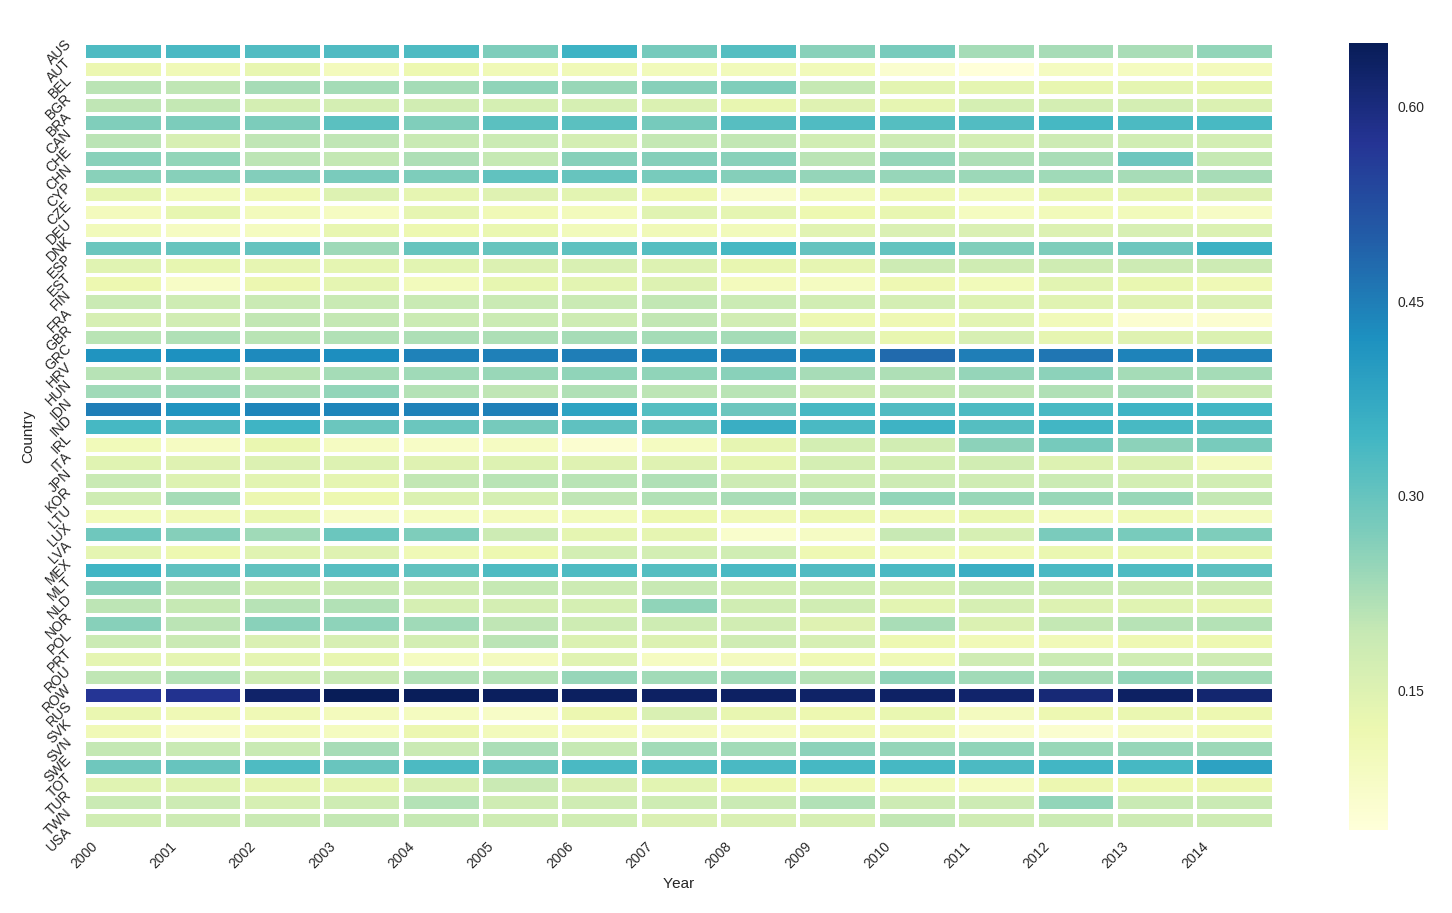 AUS
AUT
BEL
BGR
BRA
CAN
CHE
CHN
CYP
CZE
DEU
DNK
ESP
EST
FIN
FRA
GBR
GRC
HRV
HUN
IDN
IND
IRL
ITA
JPN
KOR
LTU
LUX
LVA
MEX
MLT
NLD
NOR
POL
PRT
ROU
ROW
RUS
SVK
SVN
SWE
TOT
TUR
TWN
USA
Country
2000 2001 2002 2003 2004 2005 2006 2007 2008 2009 2010 2011 2012 2013 2014
Year
0.60
0.45
0.30
0.15